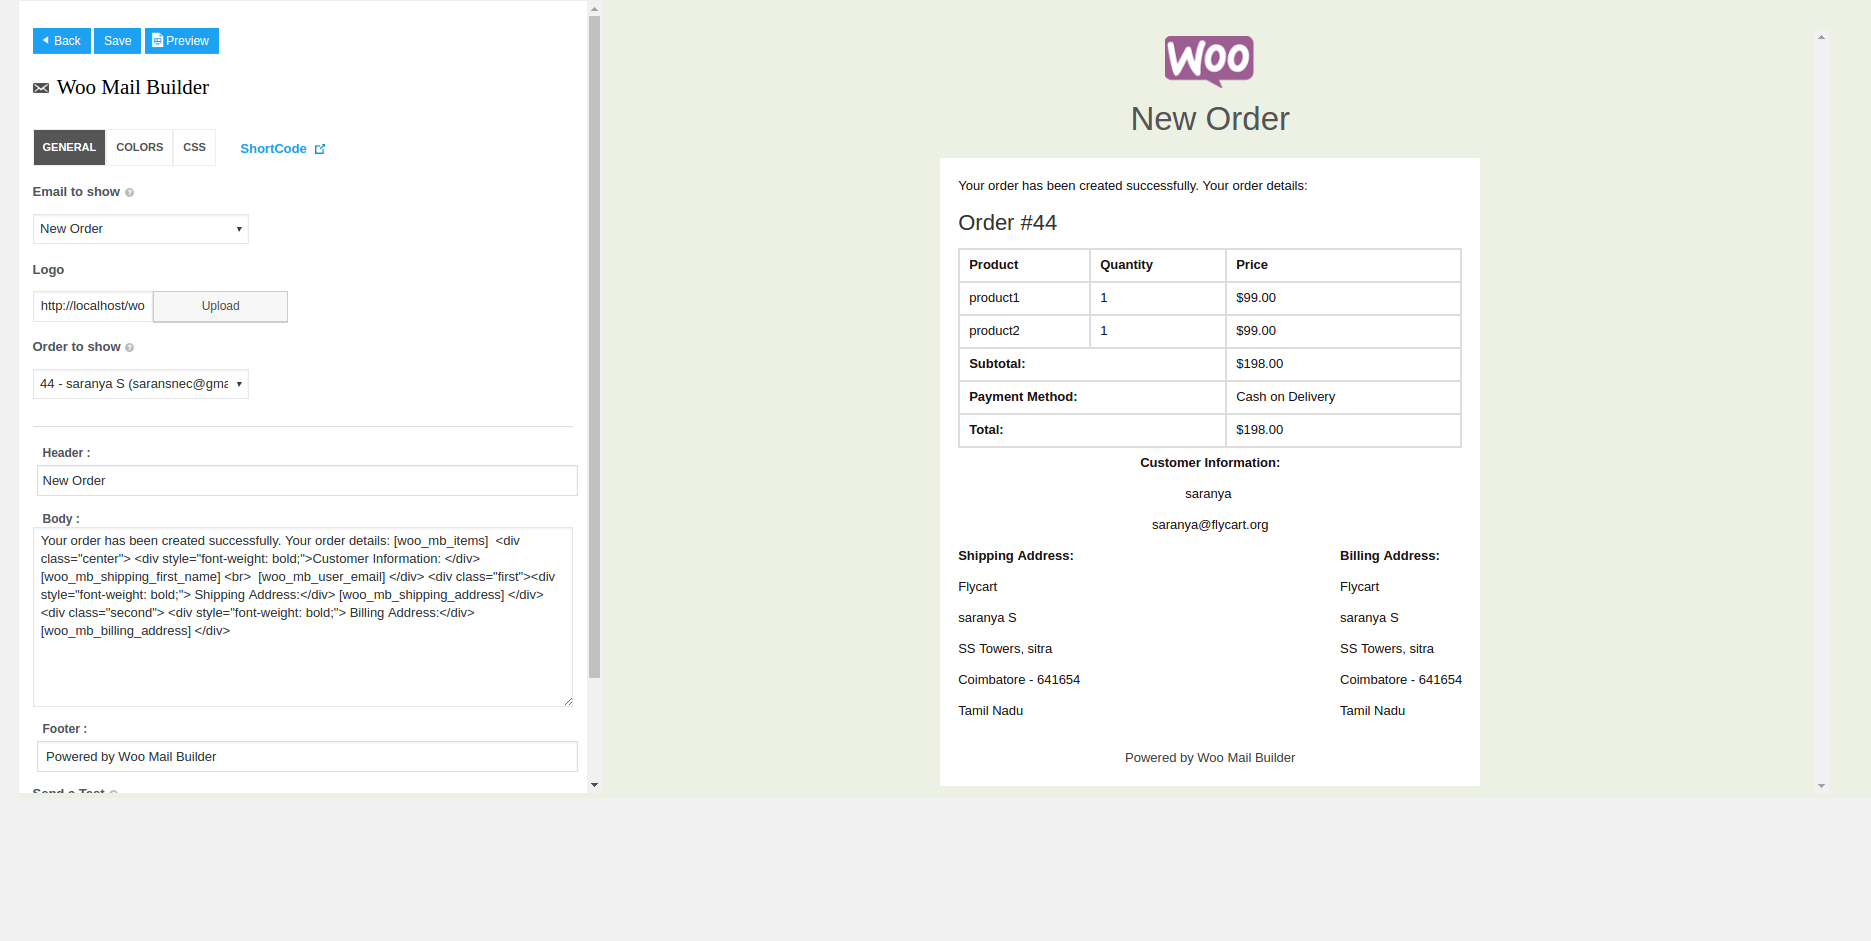 Back Save Preview
Woo Mail Builder
GENERAL COLORS CSS ShortCode
Email to show
New Order
Logo
http://localhost/wo Upload
Order to show
44 - saranya S (saransnec@gma
Header :
New Order
Body :
Your order has been created successfully. Your order details: [woo_mb_items]  <div
class="center"> <div style="font-weight: bold;">Customer Information: </div>
[woo_mb_shipping_first_name] <br>  [woo_mb_user_email] </div> <div class="first"><div
style="font-weight: bold;"> Shipping Address:</div> [woo_mb_shipping_address] </div>
<div class="second"> <div style="font-weight: bold;"> Billing Address:</div>
[woo_mb_billing_address] </div>
Footer :
Powered by Woo Mail Builder
Send a Test
Woo
New Order
Your order has been created successfully. Your order details:
Order #44
Product Quantity Price
product1 1 $99.00
product2 1 $99.00
Subtotal: $198.00
Payment Method: Cash on Delivery
Total: $198.00
Customer Information:
saranya
saranya@flycart.org
Shipping Address: Billing Address:
Flycart Flycart
saranya S saranya S
SS Towers, sitra SS Towers, sitra
Coimbatore - 641654 Coimbatore - 641654
Tamil Nadu Tamil Nadu
Powered by Woo Mail Builder